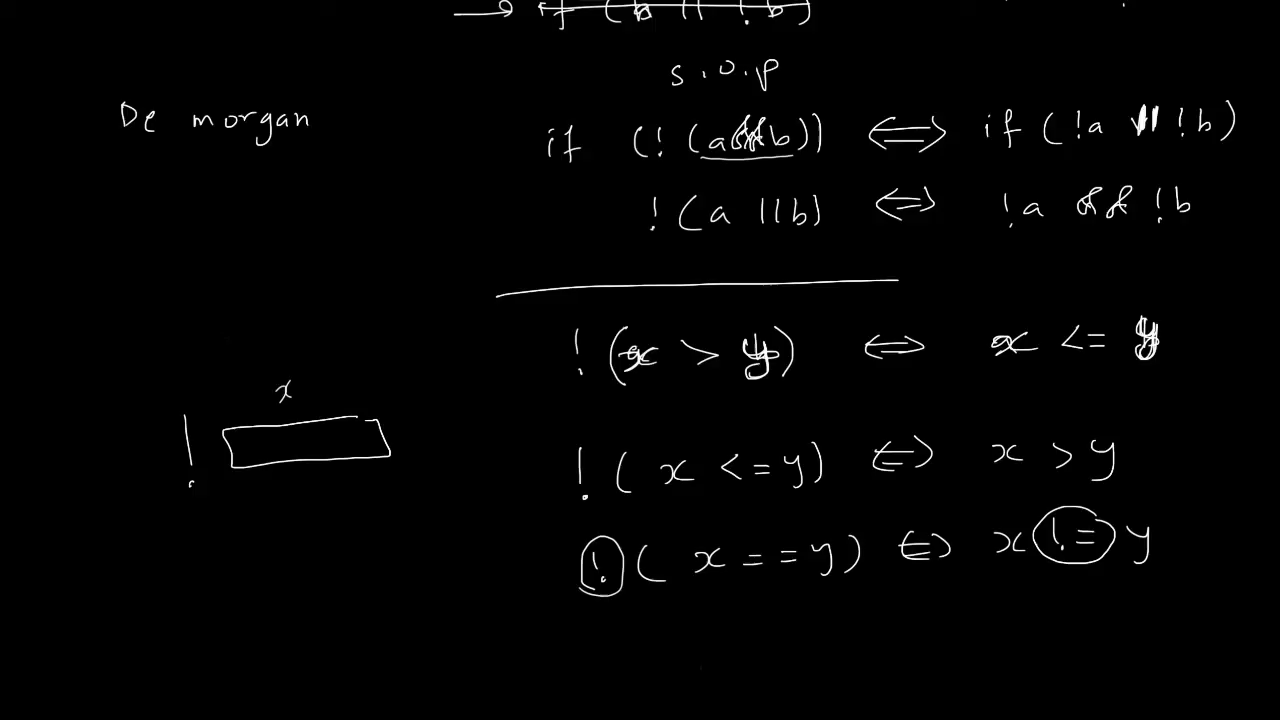 s.o.p
De morgan
if (!(a&&b)) ⟺ if (!a || !b)
!(a || b) ⟺ !a && !b
!(x > y) ⟺ x <= y
x
! 
!( x <= y) ⟺ x > y
!( x == y) ⟺ x != y